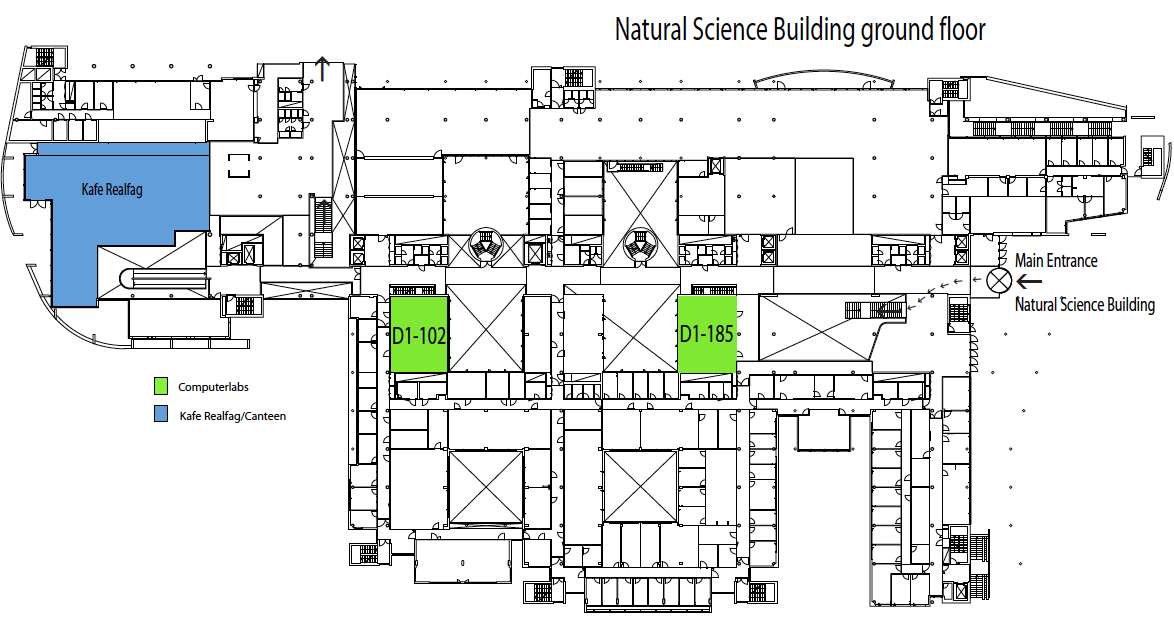 Natural Science Building ground floor
Kafe Realfag
Main Entrance
Natural Science Building
D1-102
D1-185
Computerlabs
Kafe Realfag/Canteen